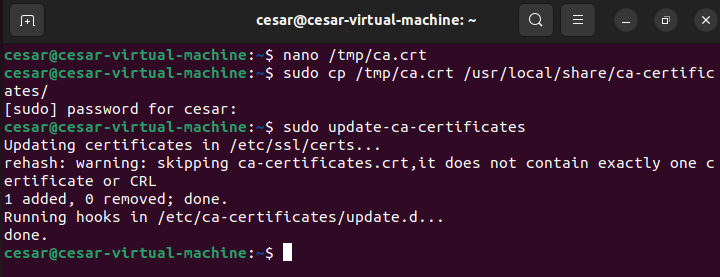 cesar@cesar-virtual-machine: ~
cesar@cesar-virtual-machine:~$ nano /tmp/ca.crt
cesar@cesar-virtual-machine:~$ sudo cp /tmp/ca.crt /usr/local/share/ca-certific
ates/
[sudo] password for cesar:
cesar@cesar-virtual-machine:~$ sudo update-ca-certificates
Updating certificates in /etc/ssl/certs...
rehash: warning: skipping ca-certificates.crt,it does not contain exactly one c
ertificate or CRL
1 added, 0 removed; done.
Running hooks in /etc/ca-certificates/update.d...
done.
cesar@cesar-virtual-machine:~$